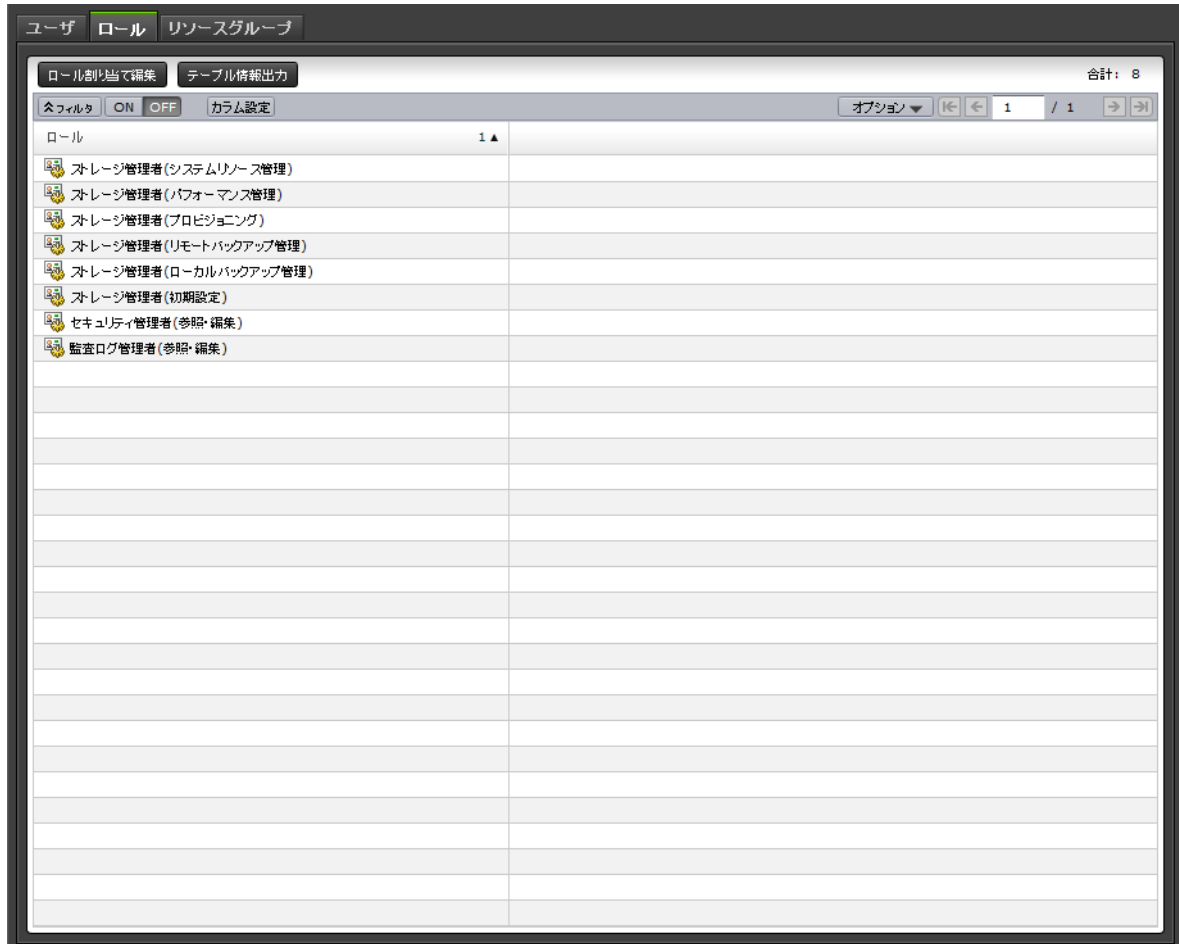 ユーザ ロール リソースグループ
ロール割り当て編集 テーブル情報出力 合計: 8
フィルタ ON OFF カラム設定 オプション 1 / 1
ロール 1▲
ストレージ管理者(システムリソース管理)
ストレージ管理者(パフォーマンス管理)
ストレージ管理者(プロビジョニング)
ストレージ管理者(リモートバックアップ管理)
ストレージ管理者(ローカルバックアップ管理)
ストレージ管理者(初期設定)
セキュリティ管理者(参照・編集)
監査ログ管理者(参照・編集)